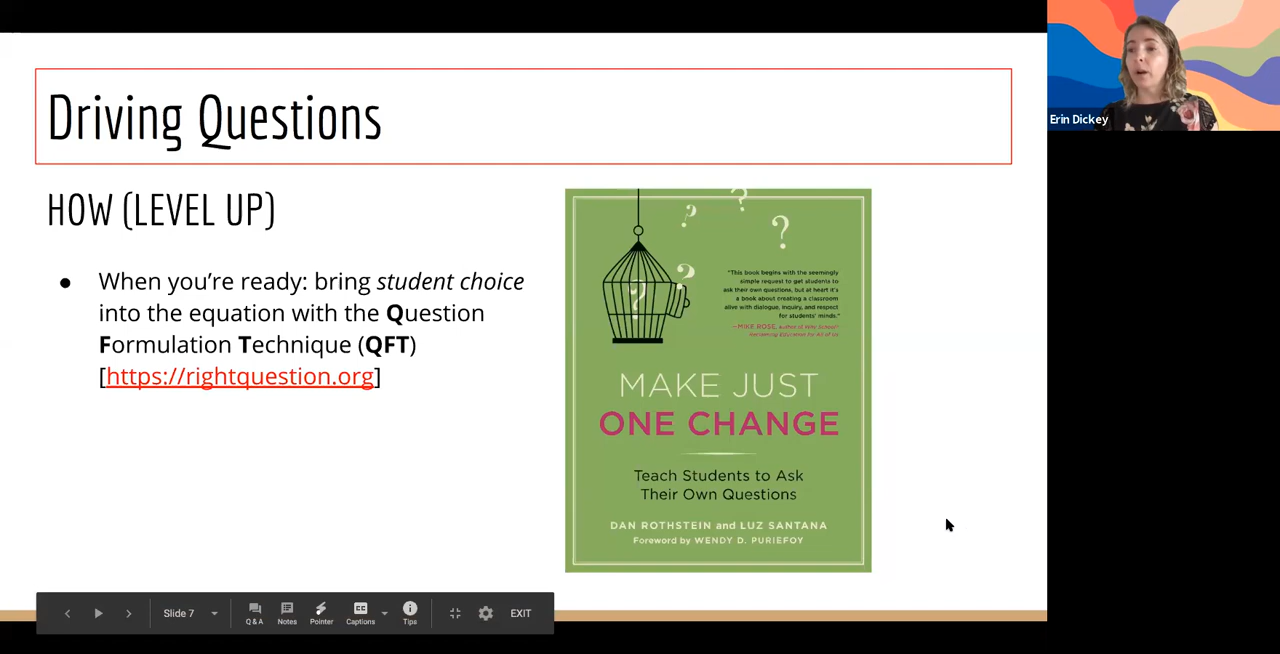 Driving Questions
Erin Dickey
HOW (LEVEL UP)
● When you’re ready: bring student choice
into the equation with the Question
Formulation Technique (QFT)
[https://rightquestion.org]
? ? ?
? ?
"This book begins with the seemingly
simple request to get students to
ask their own questions, but at heart it's
a book about creating a classroom
alive with dialogue, inquiry, and respect
for students' minds."
—MIKE ROSE, author of
MAKE JUST
ONE CHANGE
Teach Students to Ask
Their Own Questions
DAN ROTHSTEIN and LUZ SANTANA
Foreword by WENDY D. PURIEFOY
Slide 7
Q & A
Notes
Pointer
CC
Captions
Tips
EXIT